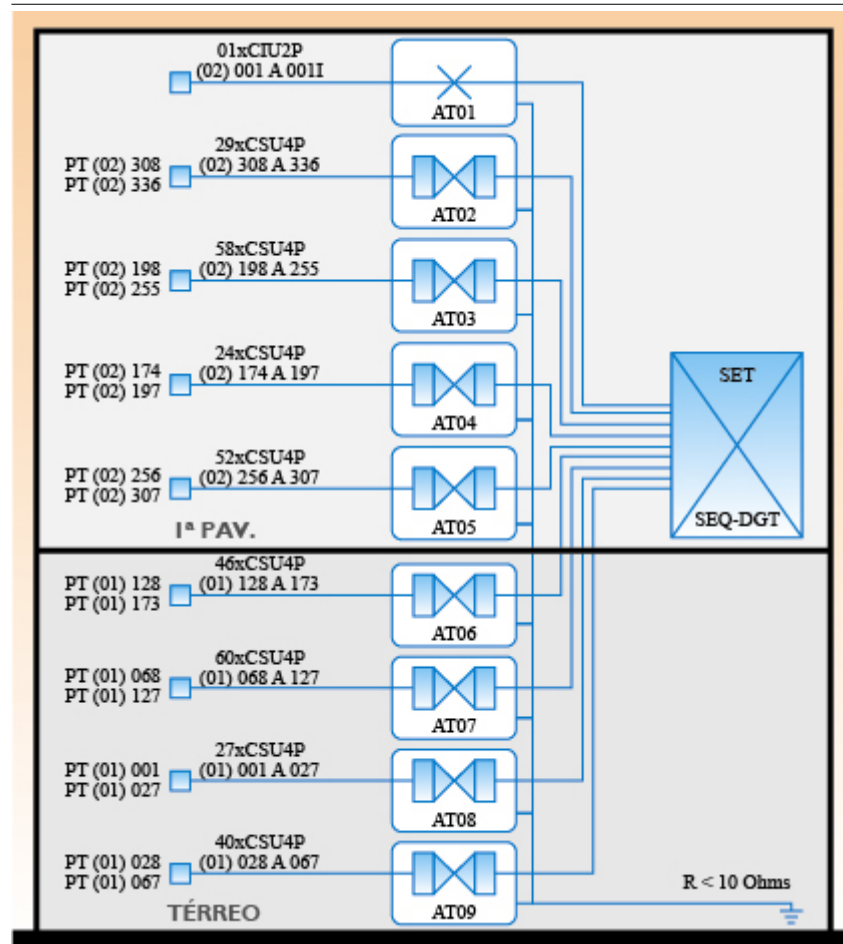 01xCIU2P
(02) 001 A 001I
AT01
29xCSU4P
PT (02) 308
(02) 308 A 336
PT (02) 336
AT02
58xCSU4P
PT (02) 198
(02) 198 A 255
PT (02) 255
AT03
24xCSU4P
PT (02) 174
(02) 174 A 197
PT (02) 197
AT04
SET
52xCSU4P
PT (02) 256
(02) 256 A 307
PT (02) 307
AT05
SEQ-DGT
Iª PAV.
46xCSU4P
PT (01) 128
(01) 128 A 173
PT (01) 173
AT06
60xCSU4P
PT (01) 068
(01) 068 A 127
PT (01) 127
AT07
27xCSU4P
PT (01) 001
(01) 001 A 027
PT (01) 027
AT08
40xCSU4P
PT (01) 028
(01) 028 A 067
PT (01) 067
AT09
R < 10 Ohms
TÉRREO